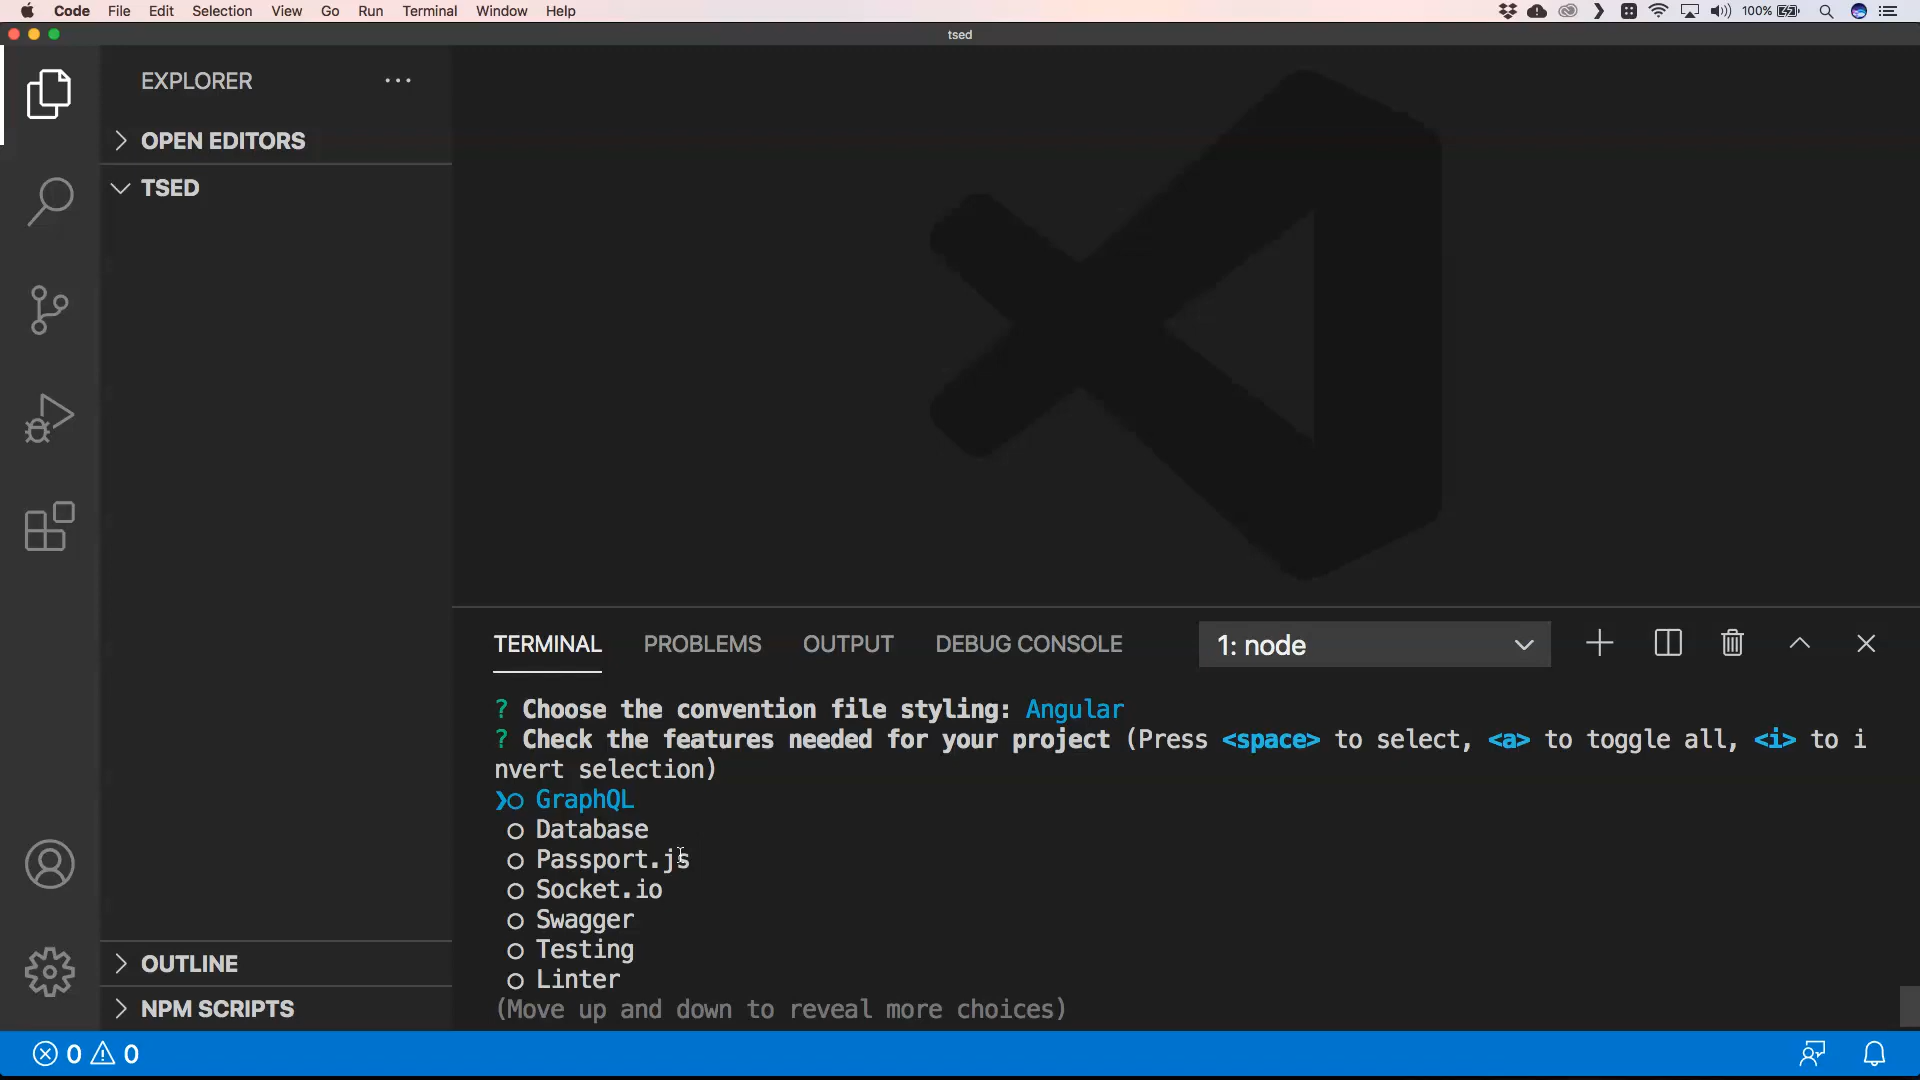 Code File Edit Selection View Go Run Terminal Window Help 100%
tsed
EXPLORER
OPEN EDITORS
TSED
TERMINAL PROBLEMS OUTPUT DEBUG CONSOLE 1: node
? Choose the convention file styling: Angular
? Check the features needed for your project (Press <space> to select, <a> to toggle all, <i> to i
nvert selection)
❯○ GraphQL
○ Database
○ Passport.js
○ Socket.io
○ Swagger
○ Testing
○ Linter
(Move up and down to reveal more choices)
OUTLINE
NPM SCRIPTS
0 0